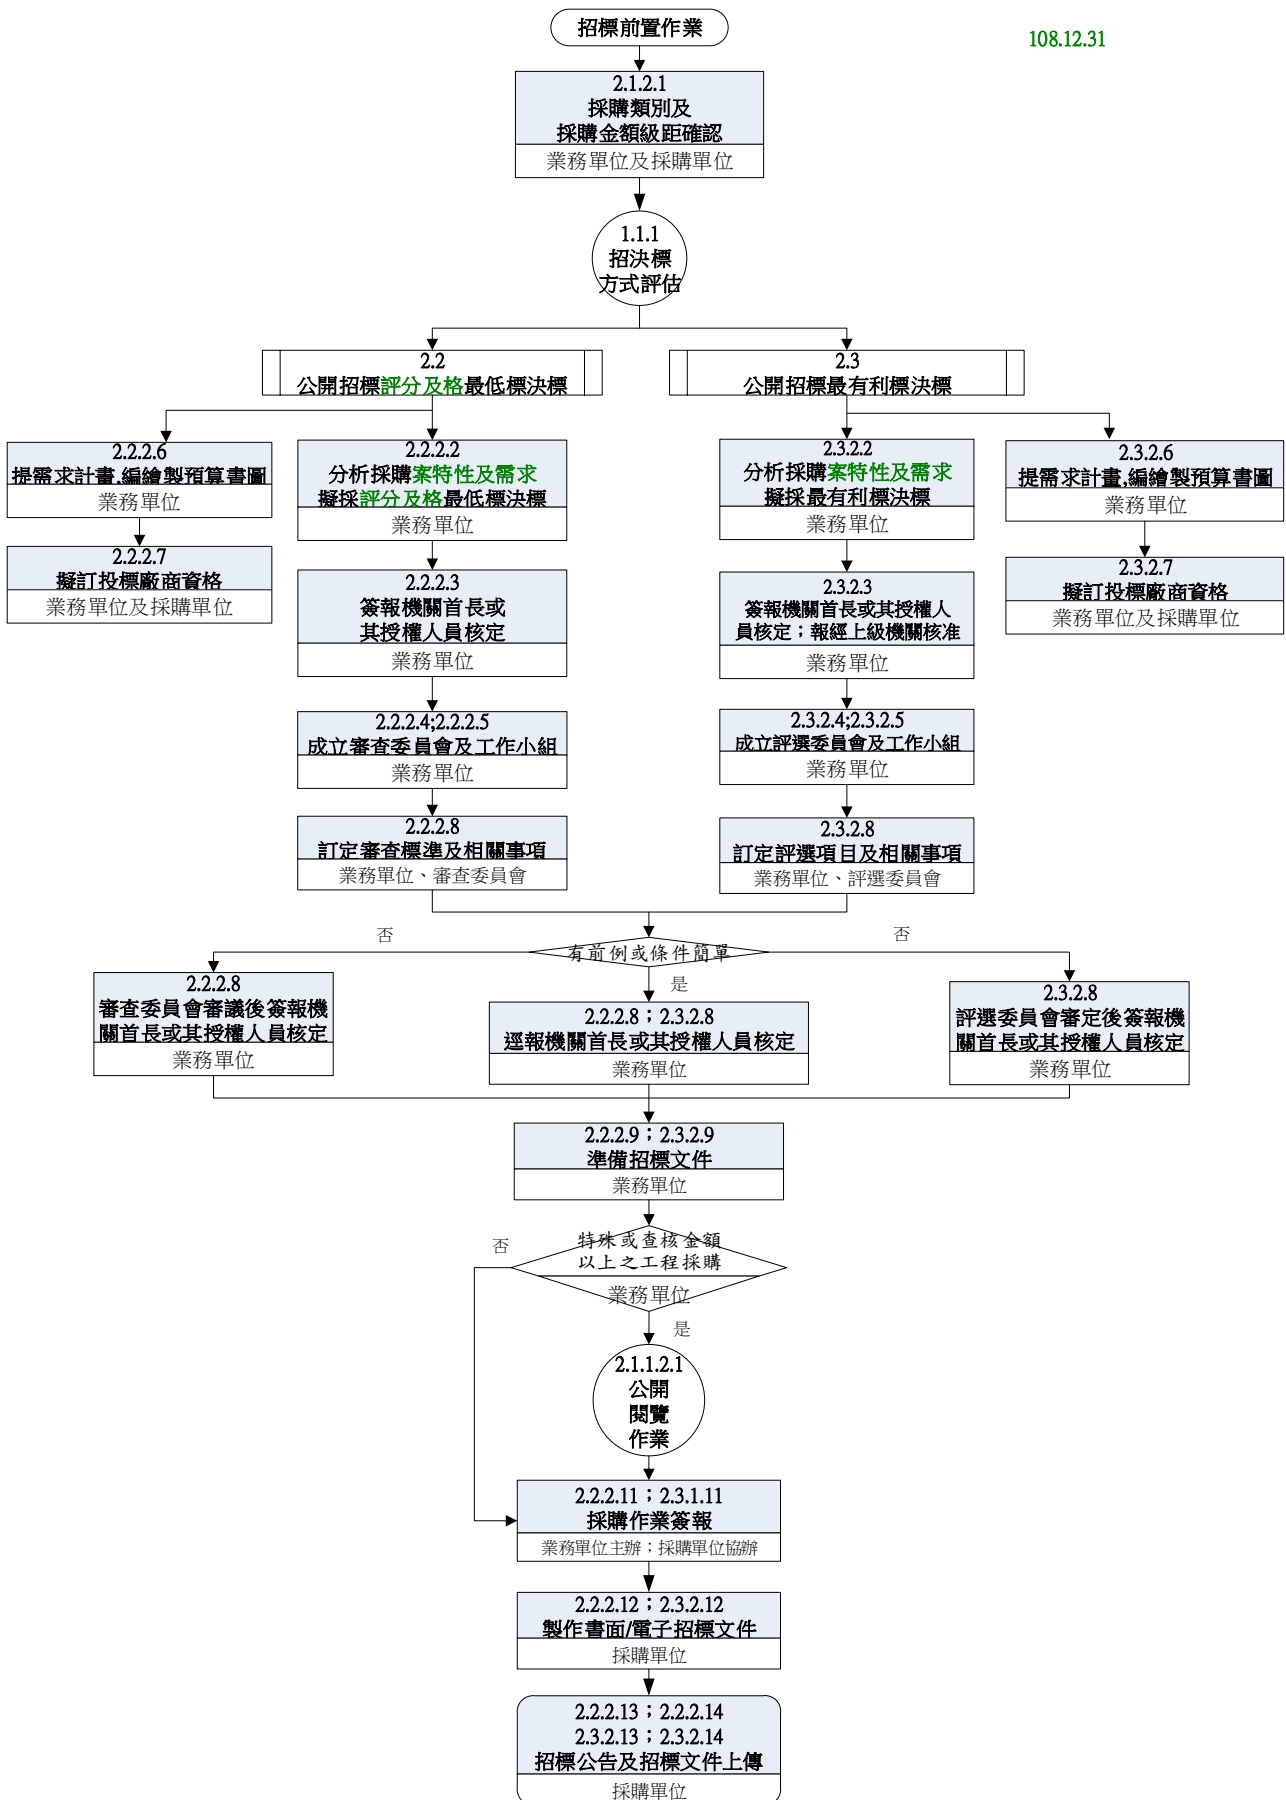 招標前置作業
108.12.31
2.1.2.1
採購類別及
採購金額級距確認
業務單位及採購單位
1.1.1
招決標
方式評估
2.2
公開招標評分及格最低標決標
2.3
公開招標最有利標決標
2.2.2.6
提需求計畫,編繪製預算書圖
業務單位
2.2.2.7
擬訂投標廠商資格
業務單位及採購單位
2.2.2.2
分析採購案特性及需求
擬採評分及格最低標決標
業務單位
2.2.2.3
簽報機關首長或
其授權人員核定
業務單位
2.2.2.4;2.2.2.5
成立審查委員會及工作小組
業務單位
2.2.2.8
訂定審查標準及相關事項
業務單位、審查委員會
2.3.2.2
分析採購案特性及需求
擬採最有利標決標
業務單位
2.3.2.3
簽報機關首長或其授權人
員核定；報經上級機關核准
業務單位
2.3.2.4;2.3.2.5
成立評選委員會及工作小組
業務單位
2.3.2.8
訂定評選項目及相關事項
業務單位、評選委員會
2.3.2.6
提需求計畫,編繪製預算書圖
業務單位
2.3.2.7
擬訂投標廠商資格
業務單位及採購單位
否
有前例或條件簡單
否
是
2.2.2.8
審查委員會審議後簽報機
關首長或其授權人員核定
業務單位
2.2.2.8；2.3.2.8
逕報機關首長或其授權人員核定
業務單位
2.3.2.8
評選委員會審定後簽報機
關首長或其授權人員核定
業務單位
2.2.2.9；2.3.2.9
準備招標文件
業務單位
否
特殊或查核金額
以上之工程採購
業務單位
是
2.1.1.2.1
公開
閱覽
作業
2.2.2.11；2.3.1.11
採購作業簽報
業務單位主辦；採購單位協辦
2.2.2.12；2.3.2.12
製作書面/電子招標文件
採購單位
2.2.2.13；2.2.2.14
2.3.2.13；2.3.2.14
招標公告及招標文件上傳
採購單位